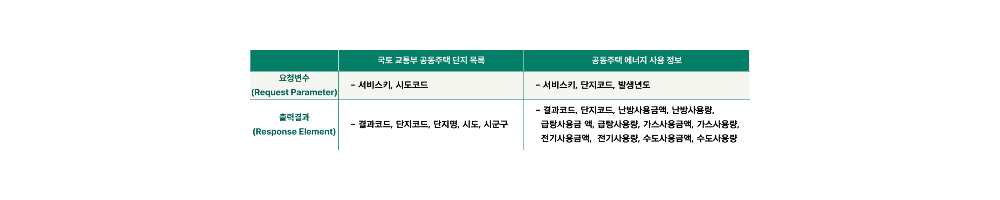 국토 교통부 공동주택 단지 목록
공동주택 에너지 사용 정보
요청변수
(Request Parameter)
– 서비스키, 시도코드
– 서비스키, 단지코드, 발생년도
출력결과
(Response Element)
– 결과코드, 단지코드, 단지명, 시도, 시군구
– 결과코드, 단지코드, 난방사용금액, 난방사용량,
급탕사용금 액, 급탕사용량, 가스사용금액, 가스사용량,
전기사용금액, 전기사용량, 수도사용금액, 수도사용량